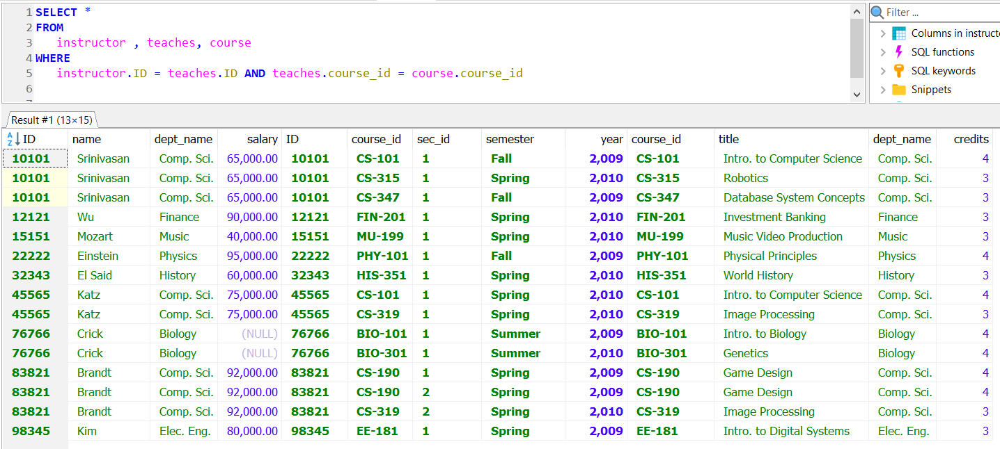 1 SELECT *
2 FROM
3 instructor , teaches, course
4 WHERE
5 instructor.ID = teaches.ID AND teaches.course_id = course.course_id
6
Filter ...
Columns in instructo
SQL functions
SQL keywords
Snippets
Result #1 (13×15)
ID name dept_name salary ID course_id sec_id semester year course_id title dept_name credits
10101 Srinivasan Comp. Sci. 65,000.00 10101 CS-101 1 Fall 2,009 CS-101 Intro. to Computer Science Comp. Sci. 4
10101 Srinivasan Comp. Sci. 65,000.00 10101 CS-315 1 Spring 2,010 CS-315 Robotics Comp. Sci. 3
10101 Srinivasan Comp. Sci. 65,000.00 10101 CS-347 1 Fall 2,009 CS-347 Database System Concepts Comp. Sci. 3
12121 Wu Finance 90,000.00 12121 FIN-201 1 Spring 2,010 FIN-201 Investment Banking Finance 3
15151 Mozart Music 40,000.00 15151 MU-199 1 Spring 2,010 MU-199 Music Video Production Music 3
22222 Einstein Physics 95,000.00 22222 PHY-101 1 Fall 2,009 PHY-101 Physical Principles Physics 4
32343 El Said History 60,000.00 32343 HIS-351 1 Spring 2,010 HIS-351 World History History 3
45565 Katz Comp. Sci. 75,000.00 45565 CS-101 1 Spring 2,010 CS-101 Intro. to Computer Science Comp. Sci. 4
45565 Katz Comp. Sci. 75,000.00 45565 CS-319 1 Spring 2,010 CS-319 Image Processing Comp. Sci. 3
76766 Crick Biology (NULL) 76766 BIO-101 1 Summer 2,009 BIO-101 Intro. to Biology Biology 4
76766 Crick Biology (NULL) 76766 BIO-301 1 Summer 2,010 BIO-301 Genetics Biology 4
83821 Brandt Comp. Sci. 92,000.00 83821 CS-190 1 Spring 2,009 CS-190 Game Design Comp. Sci. 4
83821 Brandt Comp. Sci. 92,000.00 83821 CS-190 2 Spring 2,009 CS-190 Game Design Comp. Sci. 4
83821 Brandt Comp. Sci. 92,000.00 83821 CS-319 2 Spring 2,010 CS-319 Image Processing Comp. Sci. 3
98345 Kim Elec. Eng. 80,000.00 98345 EE-181 1 Spring 2,009 EE-181 Intro. to Digital Systems Elec. Eng. 3